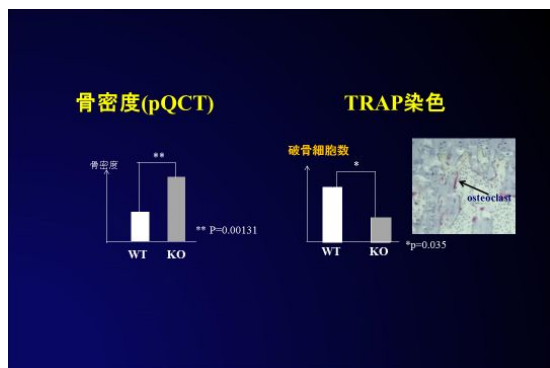 骨密度(pQCT)
骨密度
**
** P=0.00131
WT KO
TRAP染色
破骨細胞数
*
WT KO
*p=0.035
osteoclast